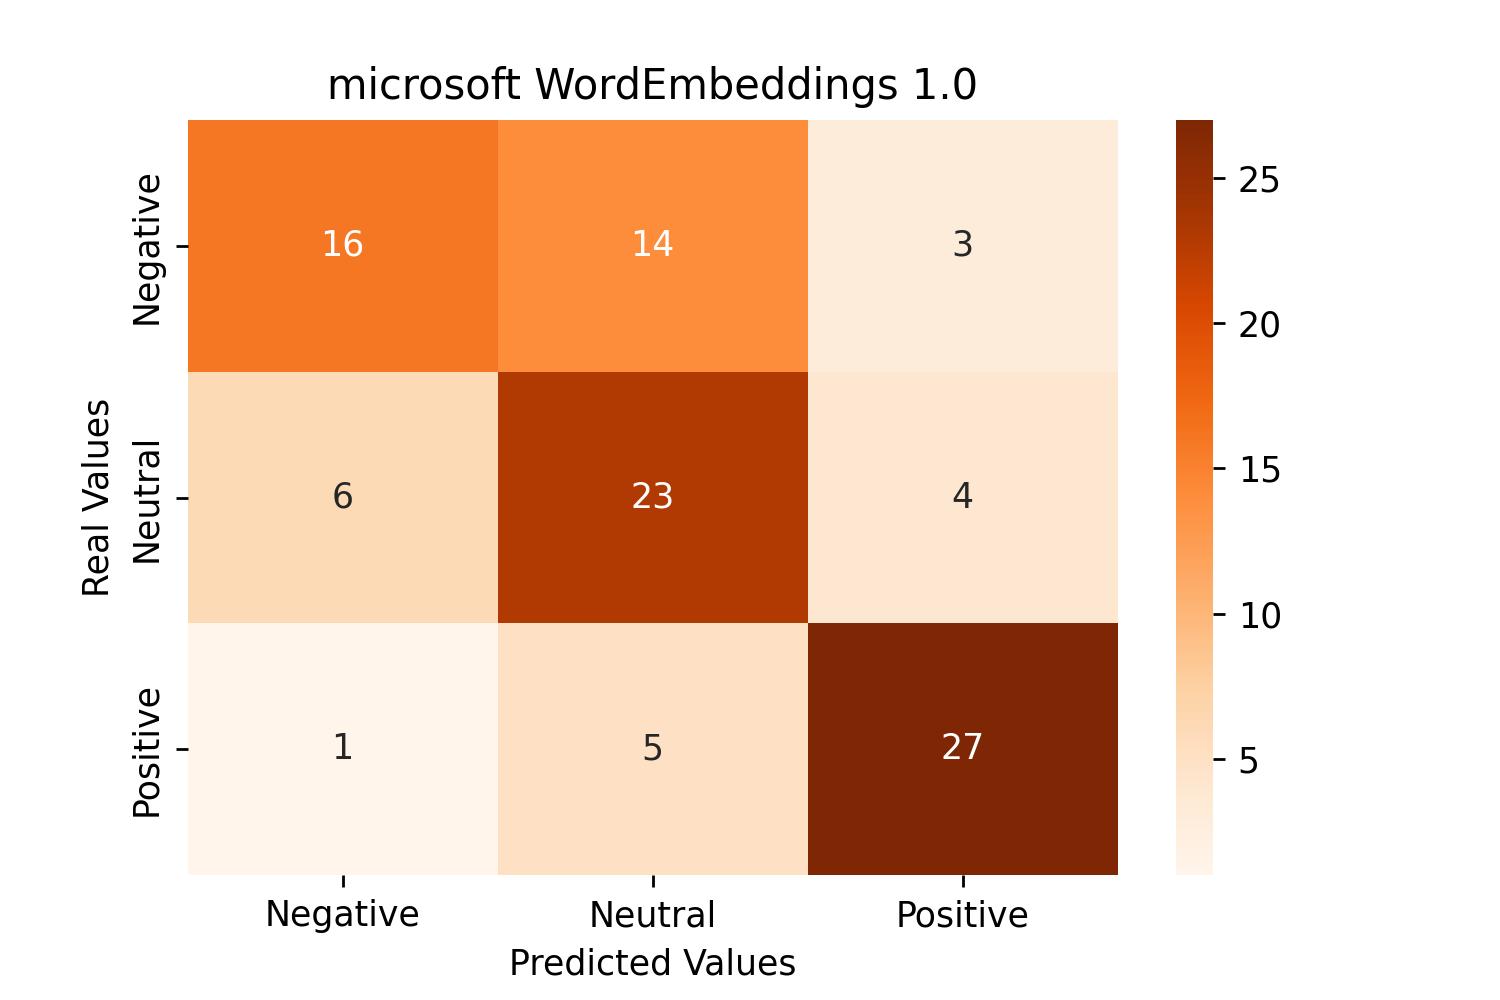 microsoft WordEmbeddings 1.0
Real Values
Negative
16 14 3
Neutral
6 23 4
Positive
1 5 27
Negative Neutral Positive
Predicted Values
25
20
15
10
5